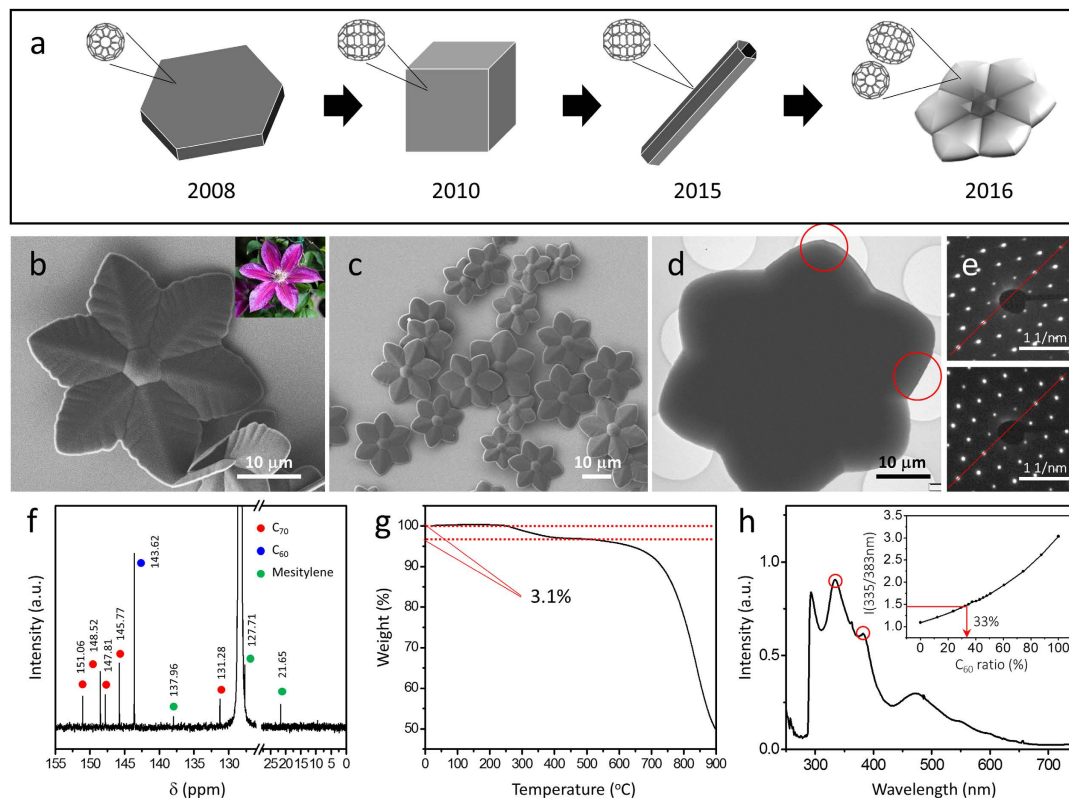 a
2008
2010
2015
2016
b
10 μm
c
10 μm
d
10 μm
e
1 1/nm
1 1/nm
f
C₇₀
C₆₀
Mesitylene
151.06
148.52
147.81
145.77
143.62
137.96
131.28
127.71
21.65
Intensity (a.u.)
155 150 145 140 135 130 25 20 15 10 5 0
δ (ppm)
g
3.1%
Weight (%)
100
90
80
70
60
50
0 100 200 300 400 500 600 700 800 900
Temperature (°C)
h
Intensity (a.u.)
1.0
0.5
0.0
300 400 500 600 700
Wavelength (nm)
I(335/383nm)
3.5
3.0
2.5
2.0
1.5
1.0
33%
0 20 40 60 80 100
C₆₀ ratio (%)